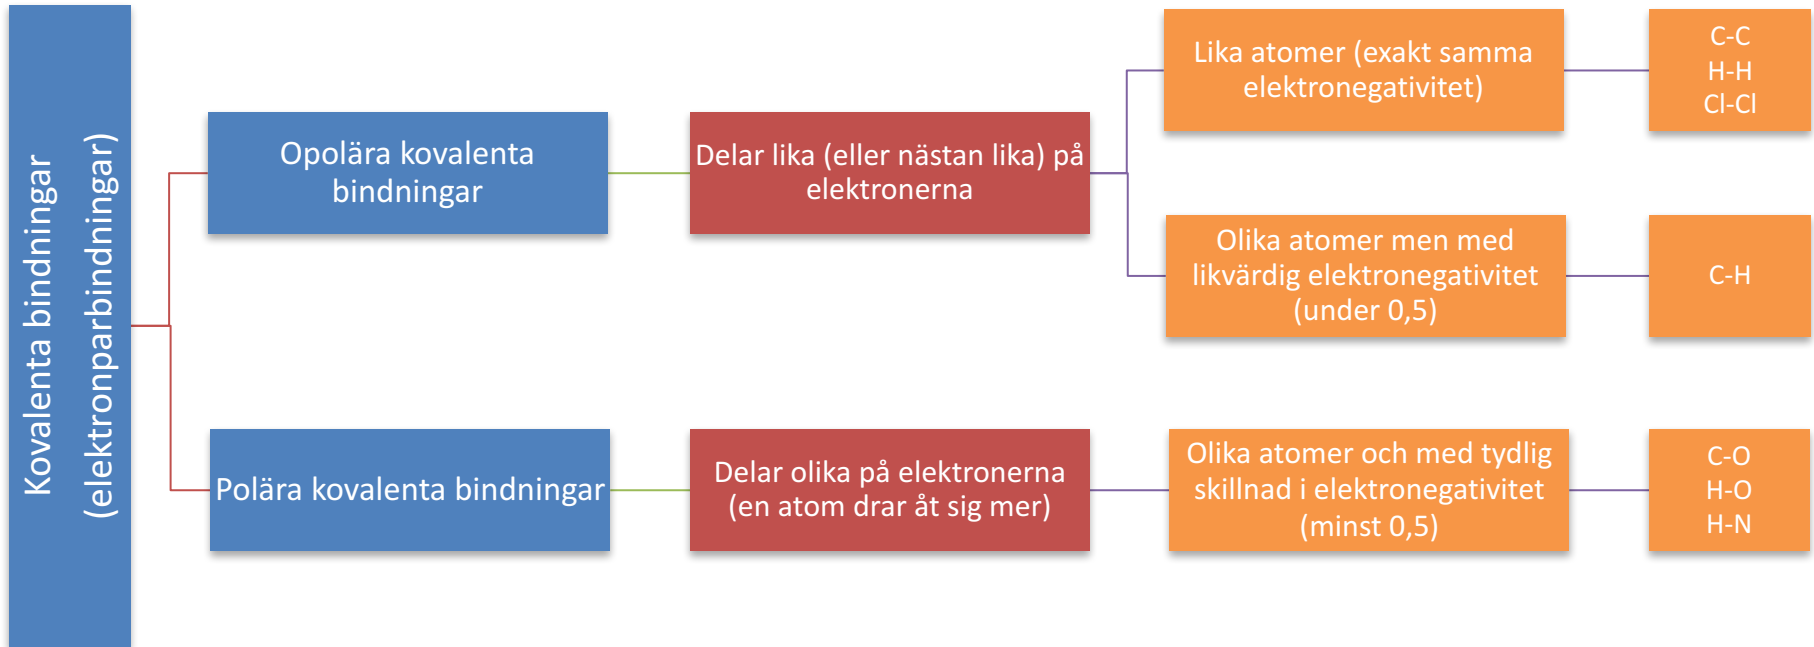 Kovalenta bindningar
(elektronparbindningar)
Opolära kovalenta
bindningar
Delar lika (eller nästan lika) på
elektronerna
Lika atomer (exakt samma
elektronegativitet)
C-C
H-H
Cl-Cl
Olika atomer men med
likvärdig elektronegativitet
(under 0,5)
C-H
Polära kovalenta bindningar
Delar olika på elektronerna
(en atom drar åt sig mer)
Olika atomer och med tydlig
skillnad i elektronegativitet
(minst 0,5)
C-O
H-O
H-N